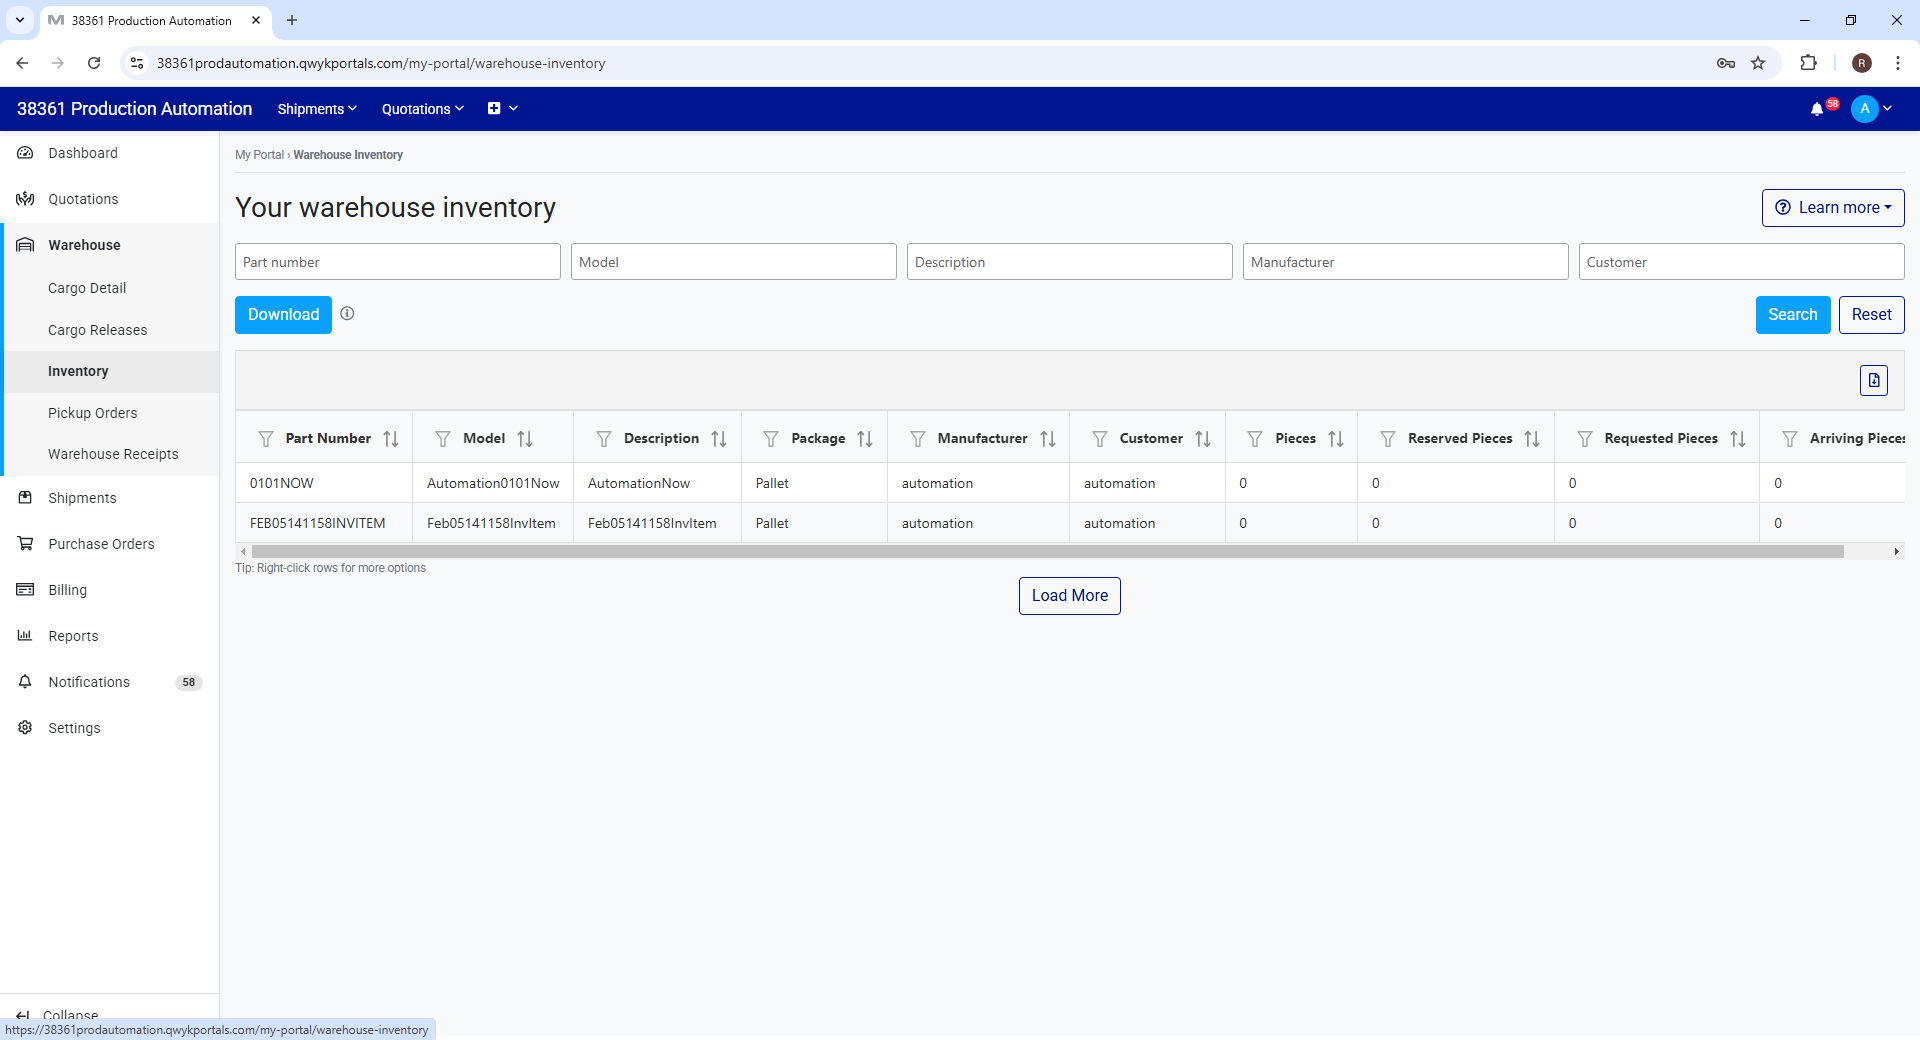 38361 Production Automation
38361prodautomation.qwykportals.com/my-portal/warehouse-inventory
R
38361 Production Automation
Shipments
Quotations
58
A
Dashboard
Quotations
Warehouse
Cargo Detail
Cargo Releases
Inventory
Pickup Orders
Warehouse Receipts
Shipments
Purchase Orders
Billing
Reports
Notifications 58
Settings
Collapse
My Portal › Warehouse Inventory
Your warehouse inventory
Learn more
Part number Model Description Manufacturer Customer
Download
Search Reset
Part Number Model Description Package Manufacturer Customer Pieces Reserved Pieces Requested Pieces Arriving Pieces
0101NOW Automation0101Now AutomationNow Pallet automation automation 0 0 0 0
FEB05141158INVITEM Feb05141158InvItem Feb05141158InvItem Pallet automation automation 0 0 0 0
Tip: Right-click rows for more options
Load More
https://38361prodautomation.qwykportals.com/my-portal/warehouse-inventory